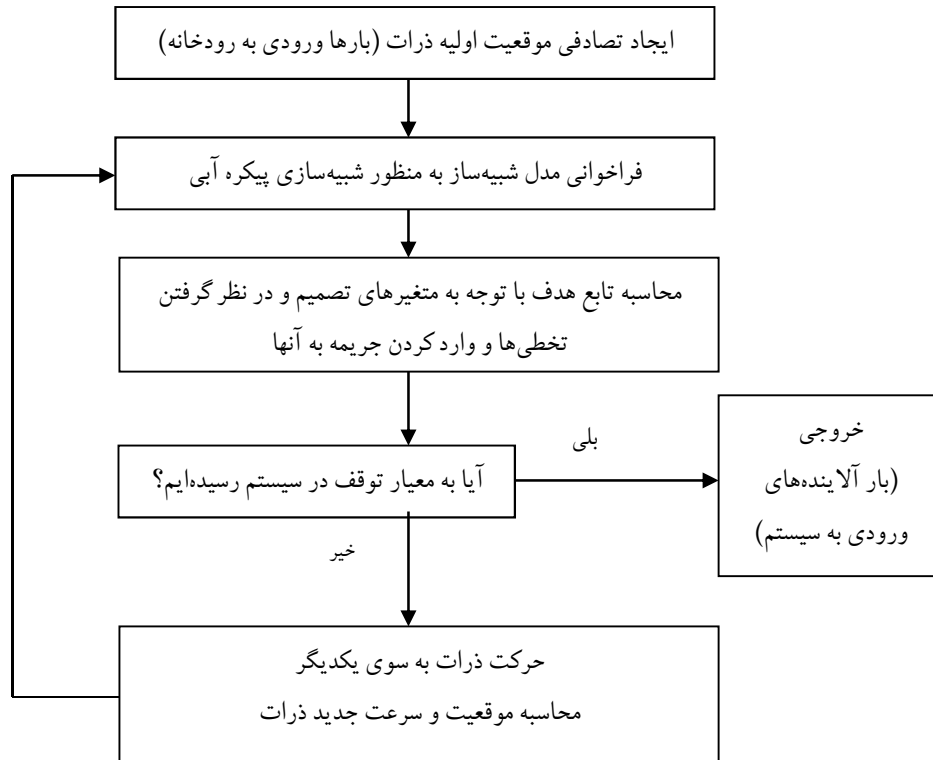 ایجاد تصادفی موقعیت اولیه ذرات (بارها ورودی به رودخانه)
فراخوانی مدل شبیه‌ساز به منظور شبیه‌سازی پیکره آبی
محاسبه تابع هدف با توجه به متغیرهای تصمیم و در نظر گرفتن
تخطی‌ها و وارد کردن جریمه به آنها
آیا به معیار توقف در سیستم رسیده‌ایم؟
بلی
خروجی
(بار آلاینده‌های
ورودی به سیستم)
خیر
حرکت ذرات به سوی یکدیگر
محاسبه موقعیت و سرعت جدید ذرات